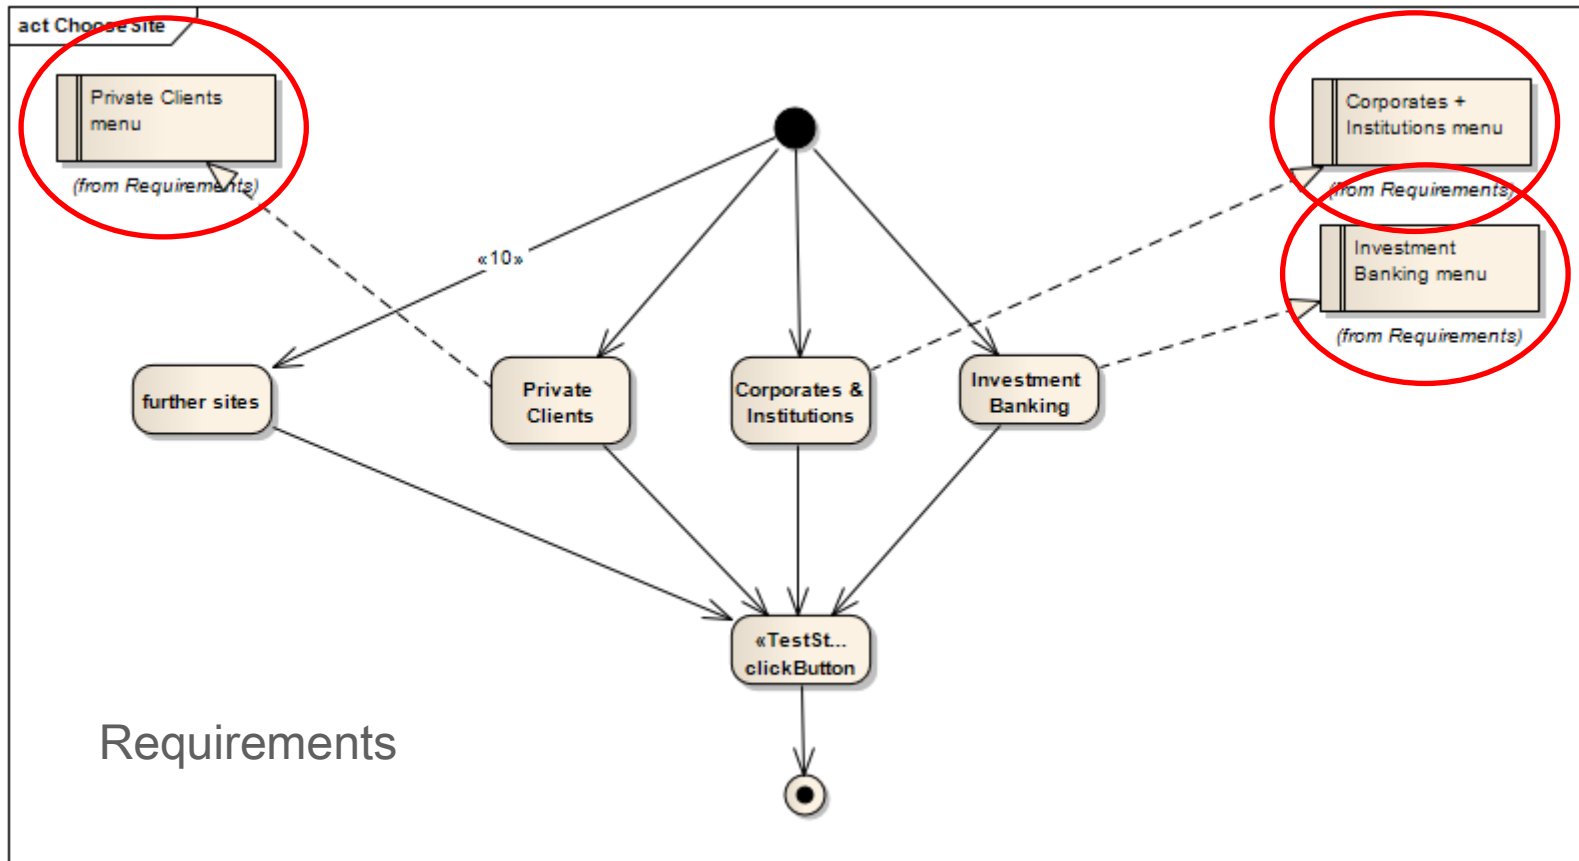 act ChooseSite
Private Clients
menu
(from Requirements)
Corporates +
Institutions menu
(from Requirements)
Investment
Banking menu
(from Requirements)
«10»
further sites
Private
Clients
Corporates &
Institutions
Investment
Banking
«TestSt...
clickButton
Requirements